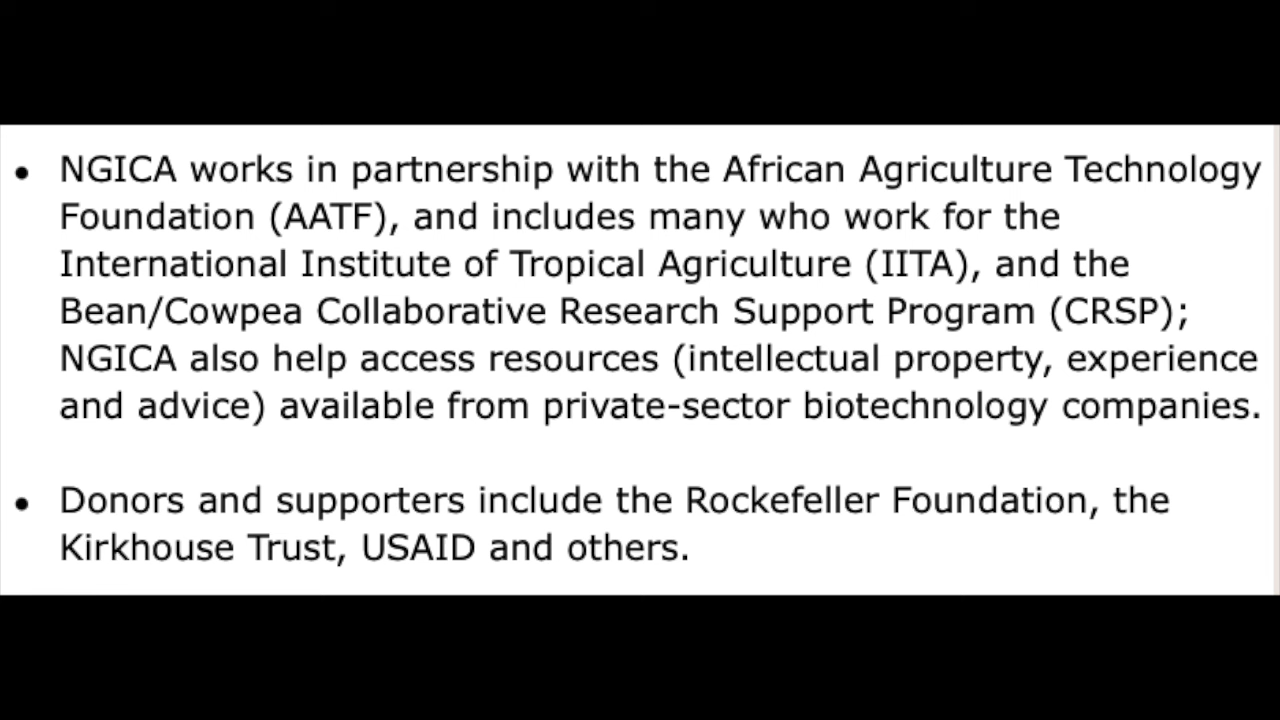 • NGICA works in partnership with the African Agriculture Technology
Foundation (AATF), and includes many who work for the
International Institute of Tropical Agriculture (IITA), and the
Bean/Cowpea Collaborative Research Support Program (CRSP);
NGICA also help access resources (intellectual property, experience
and advice) available from private-sector biotechnology companies.
• Donors and supporters include the Rockefeller Foundation, the
Kirkhouse Trust, USAID and others.